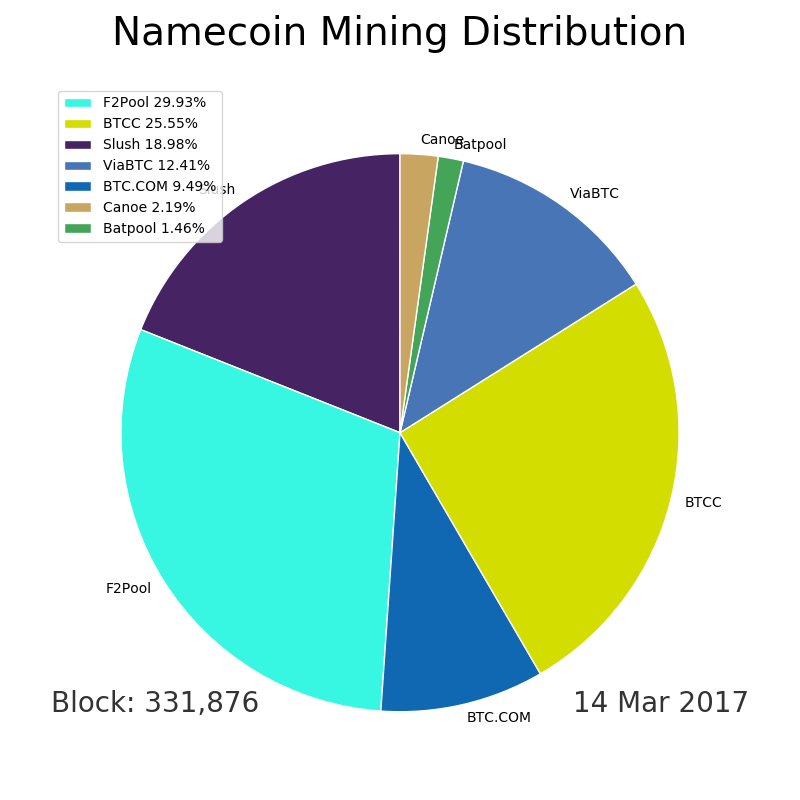 Namecoin Mining Distribution
F2Pool 29.93%
BTCC 25.55%
Slush 18.98%
ViaBTC 12.41%
BTC.COM 9.49%
Canoe 2.19%
Batpool 1.46%
Canoe
Batpool
Slush
ViaBTC
BTCC
F2Pool
Block: 331,876
14 Mar 2017
BTC.COM